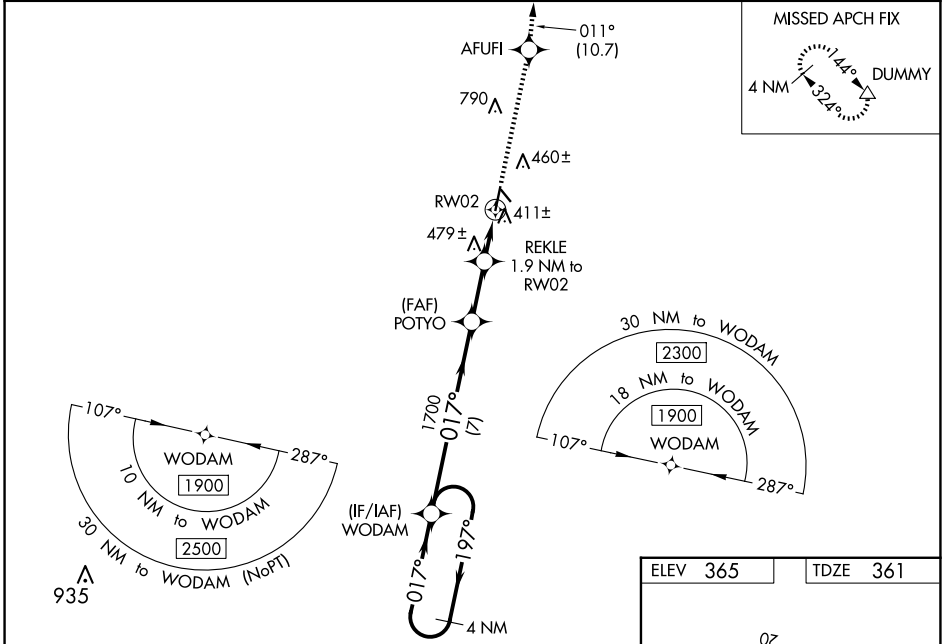 011°
(10.7)
AFUFI
790
460±
RW02
411±
479±
REKLE
1.9 NM to
RW02
(FAF)
POTYO
1700
017°
(7)
(IF/IAF)
WODAM
017°
197°
4 NM
MISSED APCH FIX
4 NM
144°
324°
DUMMY
107°
287°
WODAM
1900
10 NM to WODAM
2500
30 NM to WODAM (NoPT)
935
30 NM to WODAM
2300
18 NM to WODAM
1900
WODAM
107°
287°
ELEV 365
TDZE 361